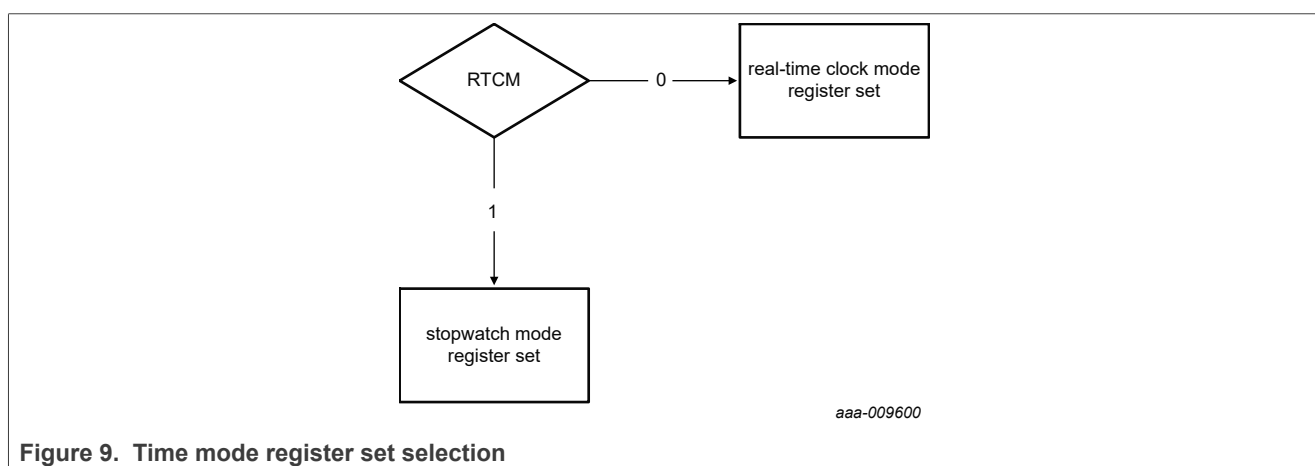 RTCM
0
real-time clock mode
register set
1
stopwatch mode
register set
aaa-009600
Figure 9. Time mode register set selection